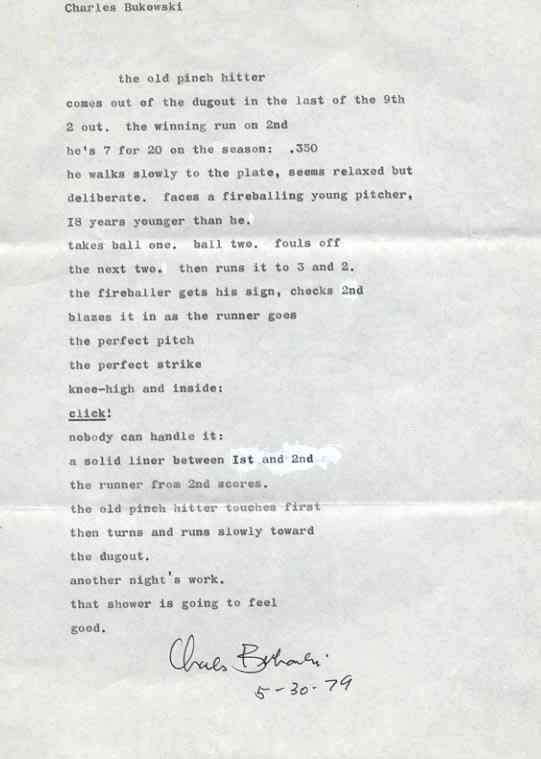 Charles Bukowski
the old pinch hitter
comes out of the dugout in the last of the 9th
2 out. the winning run on 2nd
he's 7 for 20 on the season: .350
he walks slowly to the plate, seems relaxed but
deliberate. faces a fireballing young pitcher,
I8 years younger than he.
takes ball one. ball two. fouls off
the next two. then runs it to 3 and 2.
the fireballer gets his sign, checks 2nd
blazes it in as the runner goes
the perfect pitch
the perfect strike
knee-high and inside:
click!
nobody can handle it:
a solid liner between Ist and 2nd
the runner from 2nd scores.
the old pinch hitter touches first
then turns and runs slowly toward
the dugout.
another night's work.
that shower is going to feel
good.
Charles Bukowski
5-30-79